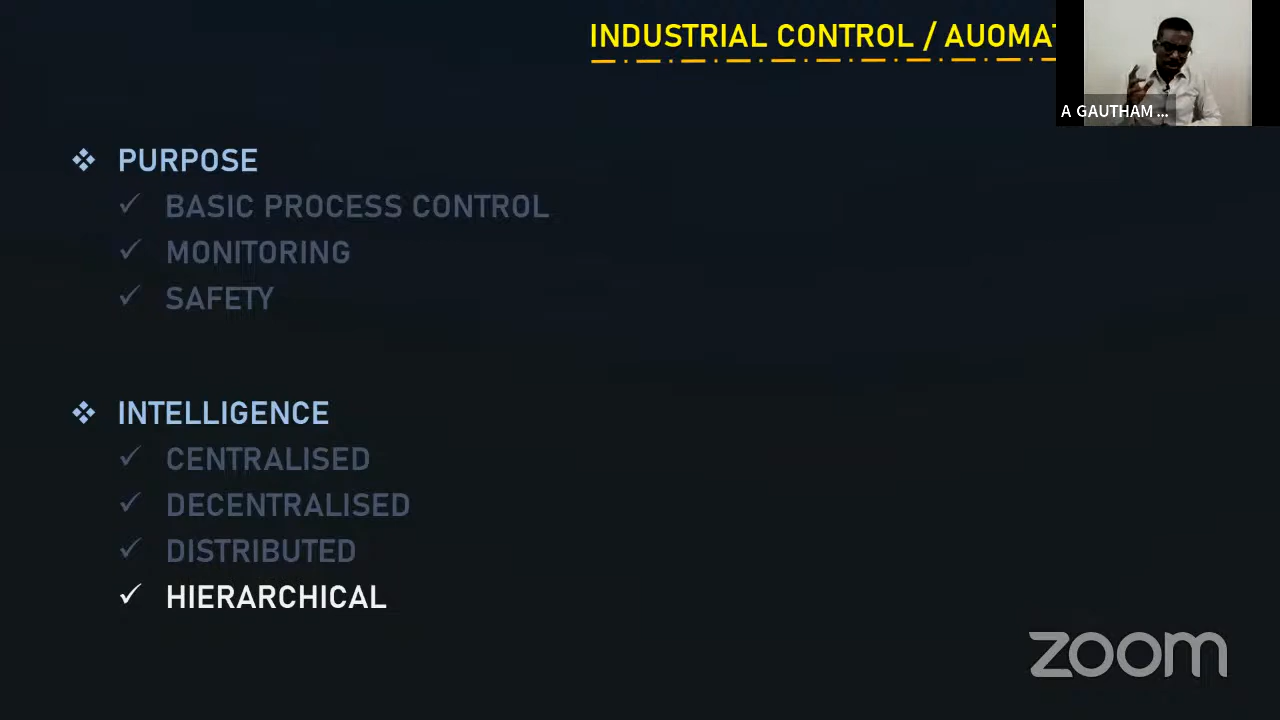 INDUSTRIAL CONTROL / AUOMAT
A GAUTHAM ...
❖ PURPOSE
✓ BASIC PROCESS CONTROL
✓ MONITORING
✓ SAFETY
❖ INTELLIGENCE
✓ CENTRALISED
✓ DECENTRALISED
✓ DISTRIBUTED
✓ HIERARCHICAL
zoom